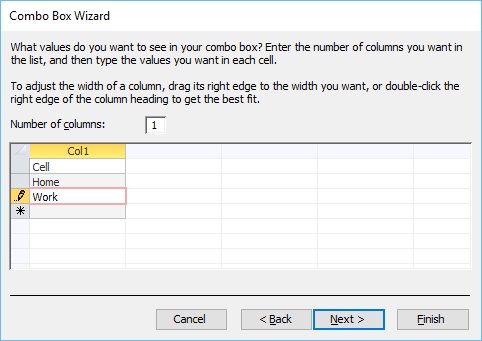 Combo Box Wizard
What values do you want to see in your combo box? Enter the number of columns you want in
the list, and then type the values you want in each cell.
To adjust the width of a column, drag its right edge to the width you want, or double-click the
right edge of the column heading to get the best fit.
Number of columns: 1
Col1
Cell
Home
Work
Cancel < Back Next > Finish